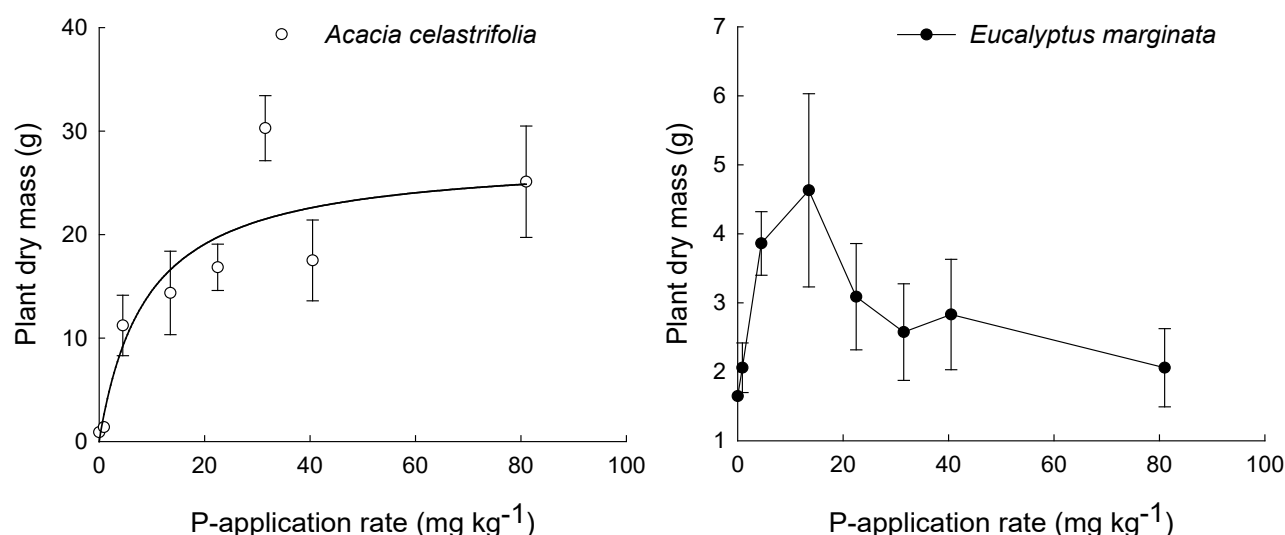 Acacia celastrifolia
40
30
20
10
0
Plant dry mass (g)
0 20 40 60 80 100
P-application rate (mg kg-1)
Eucalyptus marginata
7
6
5
4
3
2
1
Plant dry mass (g)
0 20 40 60 80 100
P-application rate (mg kg-1)